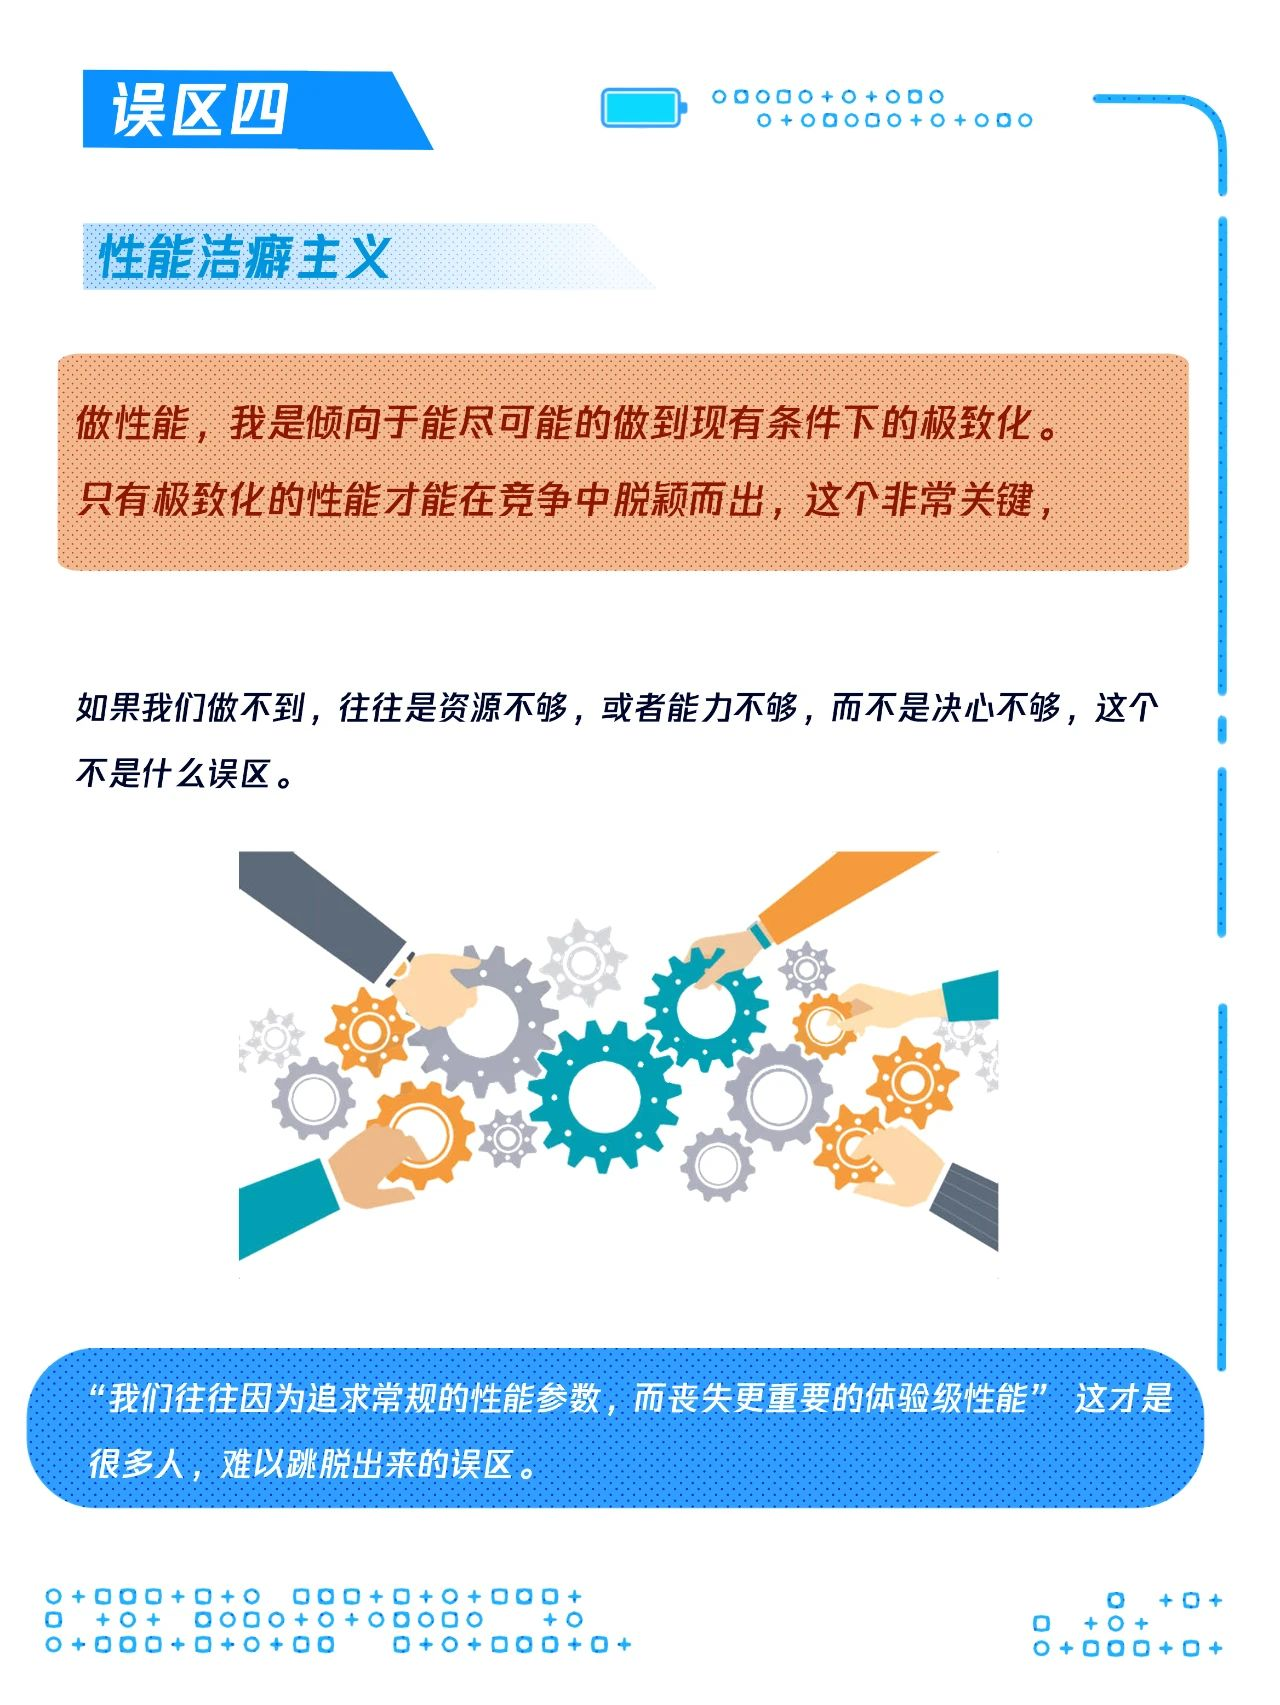 误区四
性能洁癖主义
做性能，我是倾向于能尽可能的做到现有条件下的极致化。
只有极致化的性能才能在竞争中脱颖而出，这个非常关键，
如果我们做不到，往往是资源不够，或者能力不够，而不是决心不够，这个
不是什么误区。
“我们往往因为追求常规的性能参数，而丧失更重要的体验级性能” 这才是
很多人，难以跳脱出来的误区。